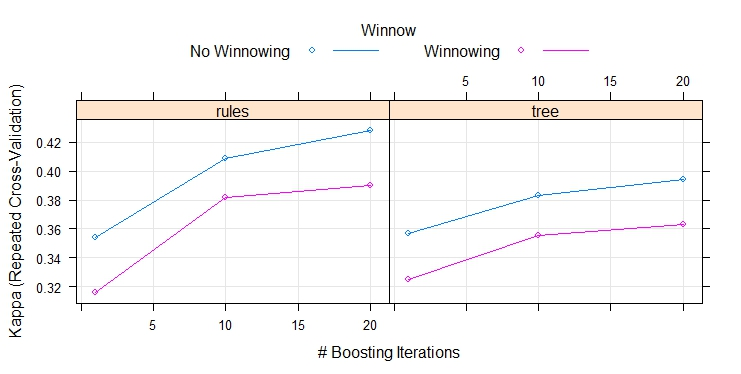 Winnow
No Winnowing
Winnowing
5 10 15 20
rules
tree
Kappa (Repeated Cross-Validation)
0.42
0.40
0.38
0.36
0.34
0.32
5 10 15 20
# Boosting Iterations